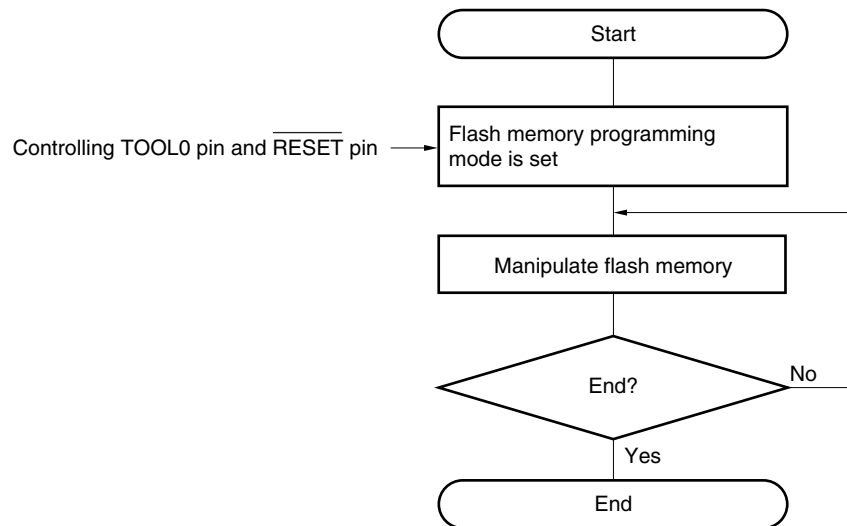 Start
Controlling TOOL0 pin and R̅E̅S̅E̅T̅ pin
Flash memory programming
mode is set
Manipulate flash memory
End?
No
Yes
End